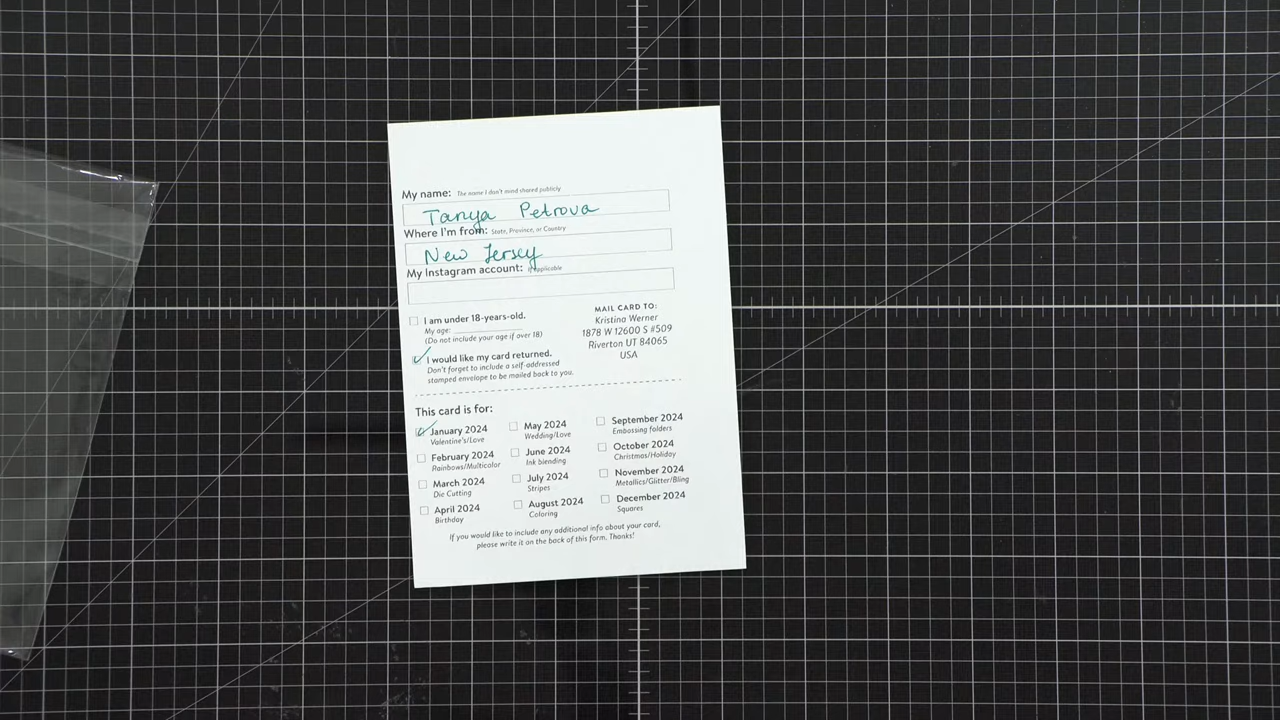 My name: The name I don't mind shared publicly
Tanya Petrova
Where I'm from: State, Province, or Country
New Jersey
My Instagram account: if applicable
I am under 18-years-old.
My age:
(Do not include your age if over 18)
I would like my card returned.
Don't forget to include a self-addressed
stamped envelope to be mailed back to you.
MAIL CARD TO:
Kristina Werner
1878 W 12600 S #509
Riverton UT 84065
USA
This card is for:
January 2024
Valentine's/Love
February 2024
Rainbows/Multicolor
March 2024
Die Cutting
April 2024
Birthday
May 2024
Wedding/Love
June 2024
Ink blending
July 2024
Stripes
August 2024
Coloring
September 2024
Embossing folders
October 2024
Christmas/Holiday
November 2024
Metallics/Glitter/Bling
December 2024
Squares
If you would like to include any additional info about your card,
please write it on the back of this form. Thanks!